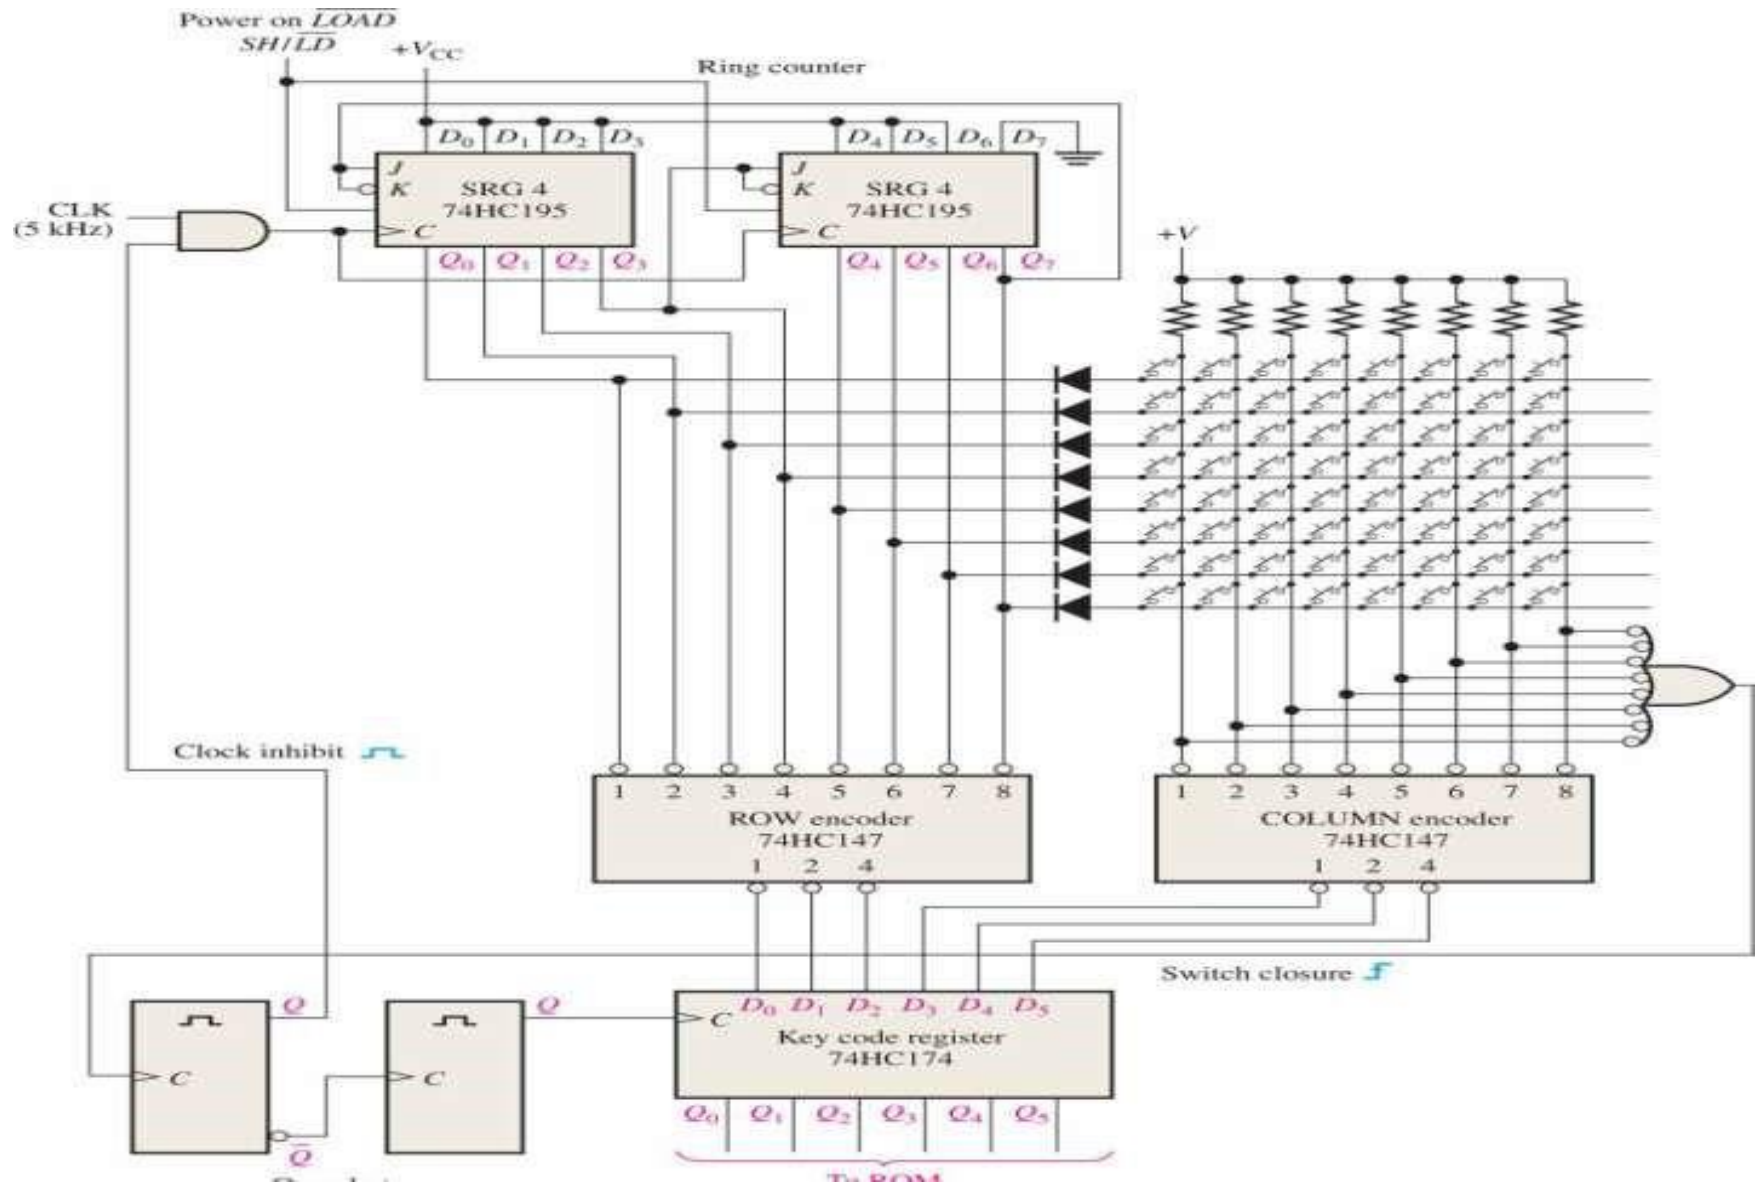 Power on LOAD
SH/LD
+VCC
Ring counter
D0 D1 D2 D3
D4 D5 D6 D7
J
K
SRG 4
74HC195
C
J
K
SRG 4
74HC195
C
CLK
(5 kHz)
Q0 Q1 Q2 Q3
Q4 Q5 Q6 Q7
+V
Clock inhibit
1 2 3 4 5 6 7 8
ROW encoder
74HC147
1 2 4
1 2 3 4 5 6 7 8
COLUMN encoder
74HC147
1 2 4
Switch closure
Q
C
Q
Q
C
D0 D1 D2 D3 D4 D5
C
Key code register
74HC174
Q0 Q1 Q2 Q3 Q4 Q5
To ROM